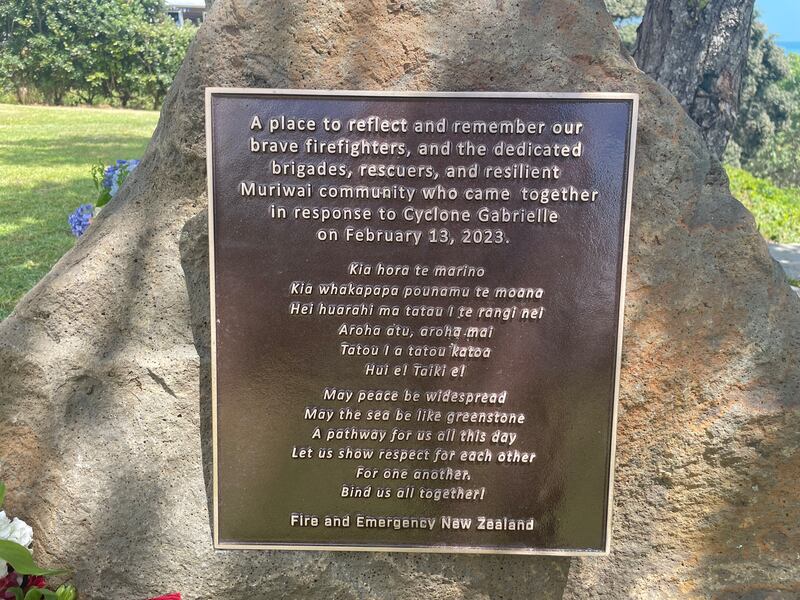 A place to reflect and remember our
brave firefighters, and the dedicated
brigades, rescuers, and resilient
Muriwai community who came together
in response to Cyclone Gabrielle
on February 13, 2023.
Kia hora te marino
Kia whakapapa pounamu te moana
Hei huarahi ma tatau I te rangi nei
Aroha atu, aroha mai
Tatou I a tatou katoa
Hui e! Taiki e!
May peace be widespread
May the sea be like greenstone
A pathway for us all this day
Let us show respect for each other
For one another.
Bind us all together!
Fire and Emergency New Zealand